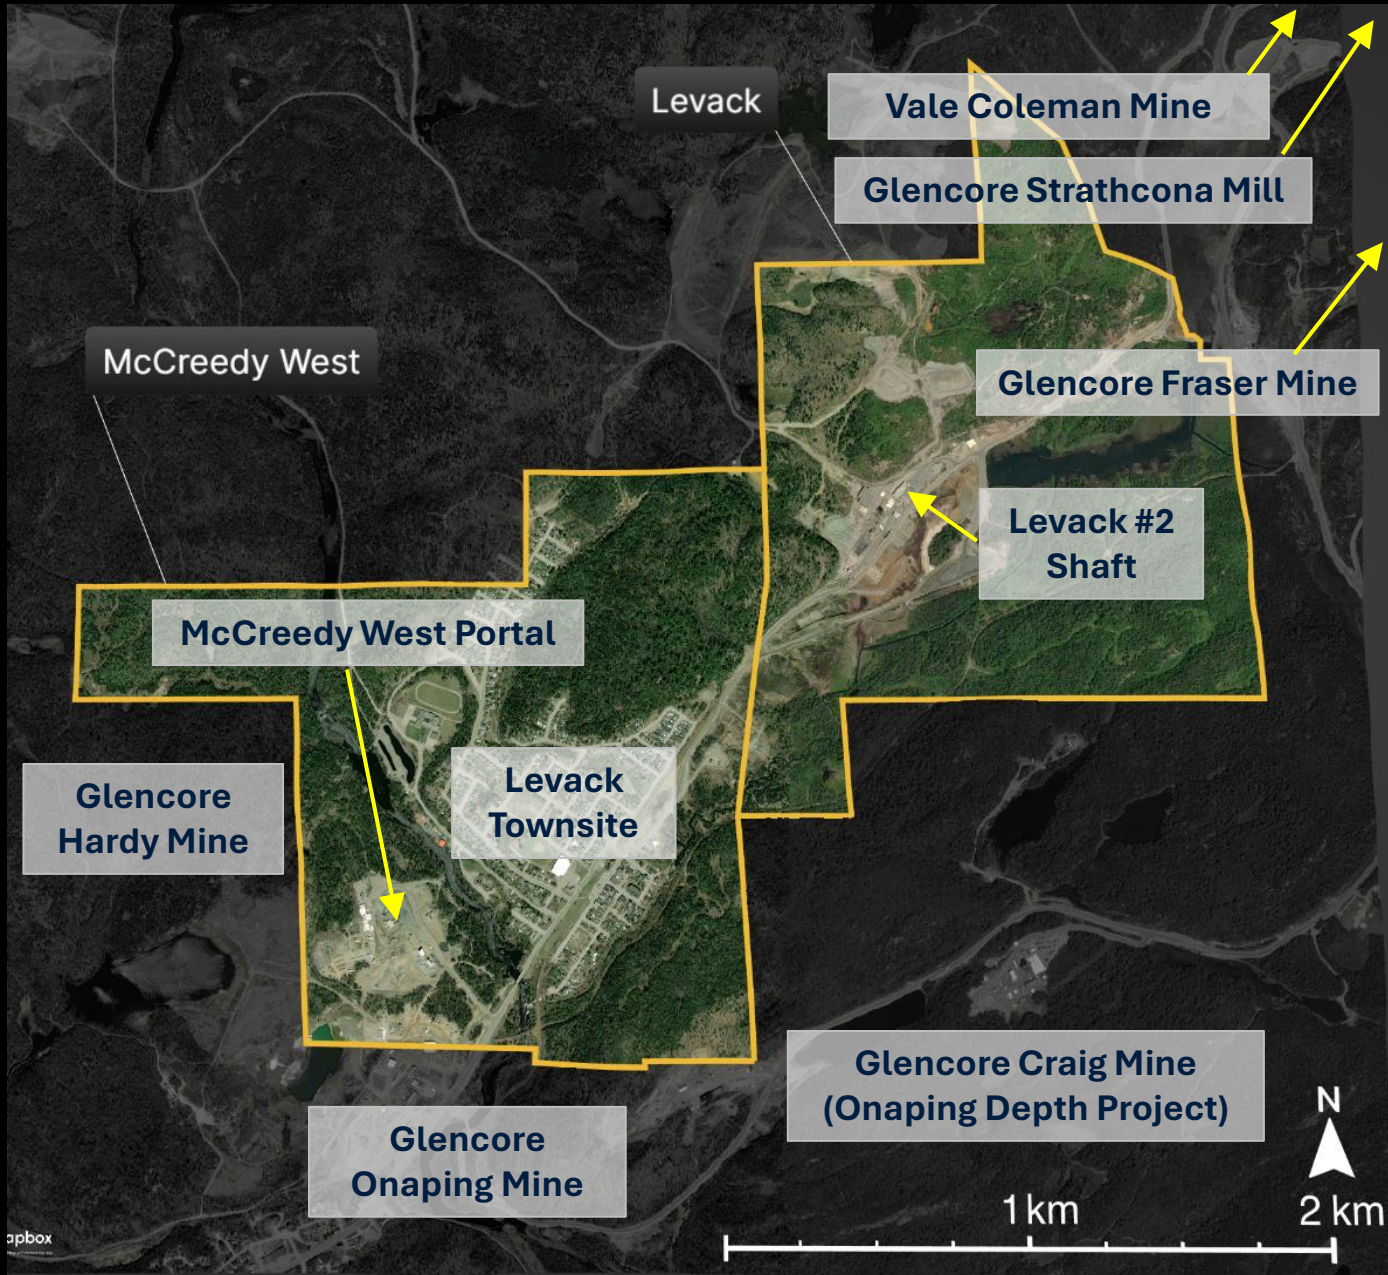 Levack
Vale Coleman Mine
Glencore Strathcona Mill
McCreedy West
Glencore Fraser Mine
Levack #2
Shaft
McCreedy West Portal
Glencore
Hardy Mine
Levack
Townsite
Glencore Craig Mine
(Onaping Depth Project)
Glencore
Onaping Mine
N
1 km
2 km
apbox